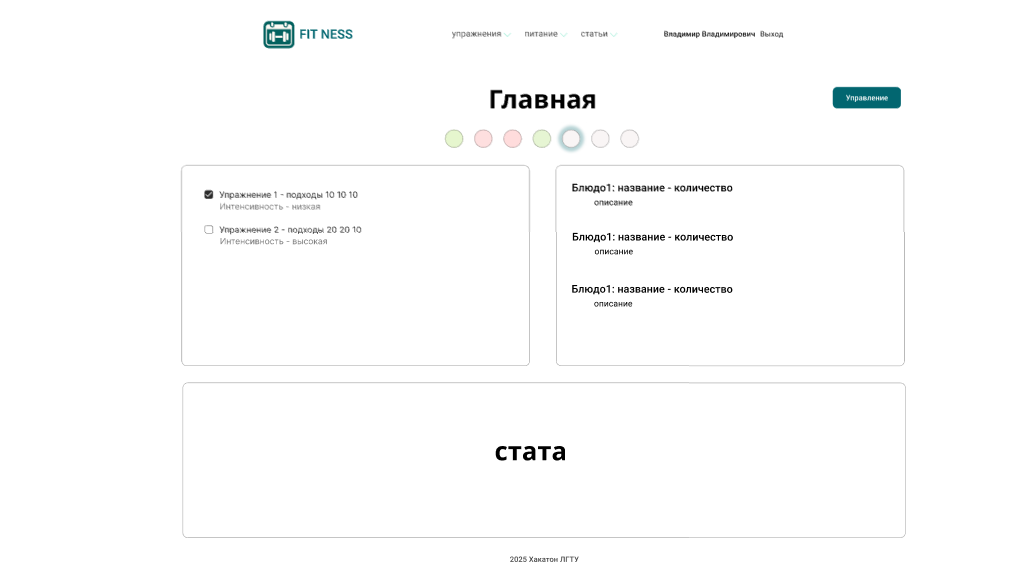 FIT NESS
упражнения
питание
статьи
Владимир Владимирович Выход
Главная
Управление
Упражнение 1 - подходы 10 10 10
Интенсивность - низкая
Упражнение 2 - подходы 20 20 10
Интенсивность - высокая
Блюдо1: название - количество
описание
Блюдо1: название - количество
описание
Блюдо1: название - количество
описание
стата
2025 Хакатон ЛГТУ